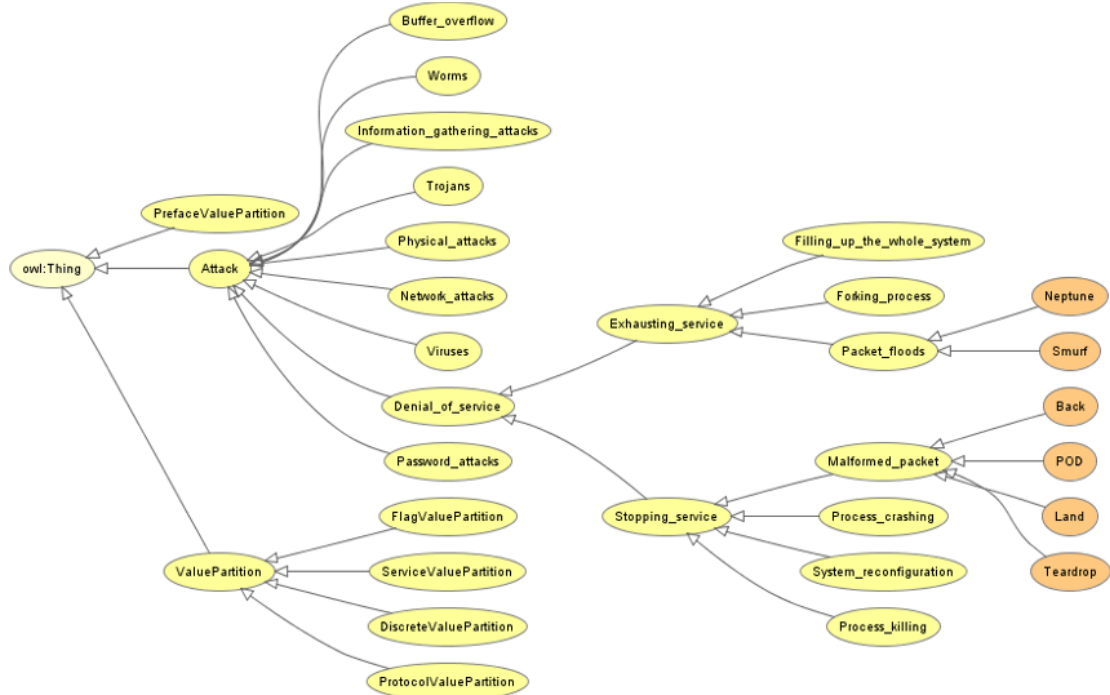 Buffer_overflow
Worms
Information_gathering_attacks
Trojans
PrefaceValuePartition
Physical_attacks
Filling_up_the_whole_system
owl:Thing
Attack
Network_attacks
Forking_process
Neptune
Exhausting_service
Viruses
Packet_floods
Smurf
Denial_of_service
Back
Password_attacks
Malformed_packet
POD
FlagValuePartition
Stopping_service
Process_crashing
Land
ValuePartition
ServiceValuePartition
System_reconfiguration
Teardrop
DiscreteValuePartition
Process_killing
ProtocolValuePartition